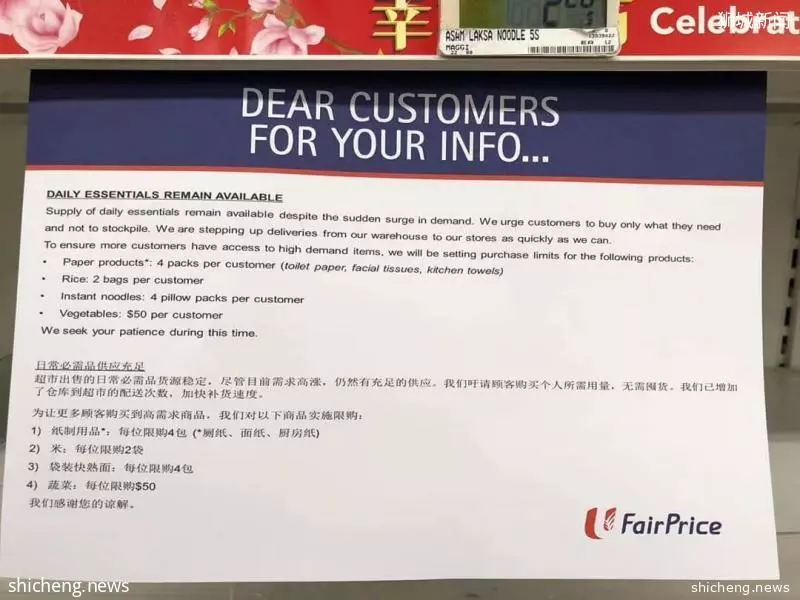 辛
ASAM LAKSA NOODLE 5S
MAGGI
Celebrat
狮城新闻
DEAR CUSTOMERS
FOR YOUR INFO...
DAILY ESSENTIALS REMAIN AVAILABLE
Supply of daily essentials remain available despite the sudden surge in demand. We urge customers to buy only what they need
and not to stockpile. We are stepping up deliveries from our warehouse to our stores as quickly as we can.
To ensure more customers have access to high demand items, we will be setting purchase limits for the following products:
• Paper products*: 4 packs per customer (toilet paper, facial tissues, kitchen towels)
• Rice: 2 bags per customer
• Instant noodles: 4 pillow packs per customer
• Vegetables: $50 per customer
We seek your patience during this time.
日常必需品供应充足
超市出售的日常必需品货源稳定，尽管目前需求高涨，仍然有充足的供应。我们吁请顾客购买个人所需用量，无需囤货。我们已增加
了仓库到超市的配送次数，加快补货速度。
为让更多顾客购买到高需求商品，我们对以下商品实施限购：
1) 纸制用品*：每位限购4包 (*厕纸、面纸、厨房纸)
2) 米：每位限购2袋
3) 袋装快熟面：每位限购4包
4) 蔬菜：每位限购$50
我们感谢您的谅解。
FairPrice
shicheng.news
shicheng.news